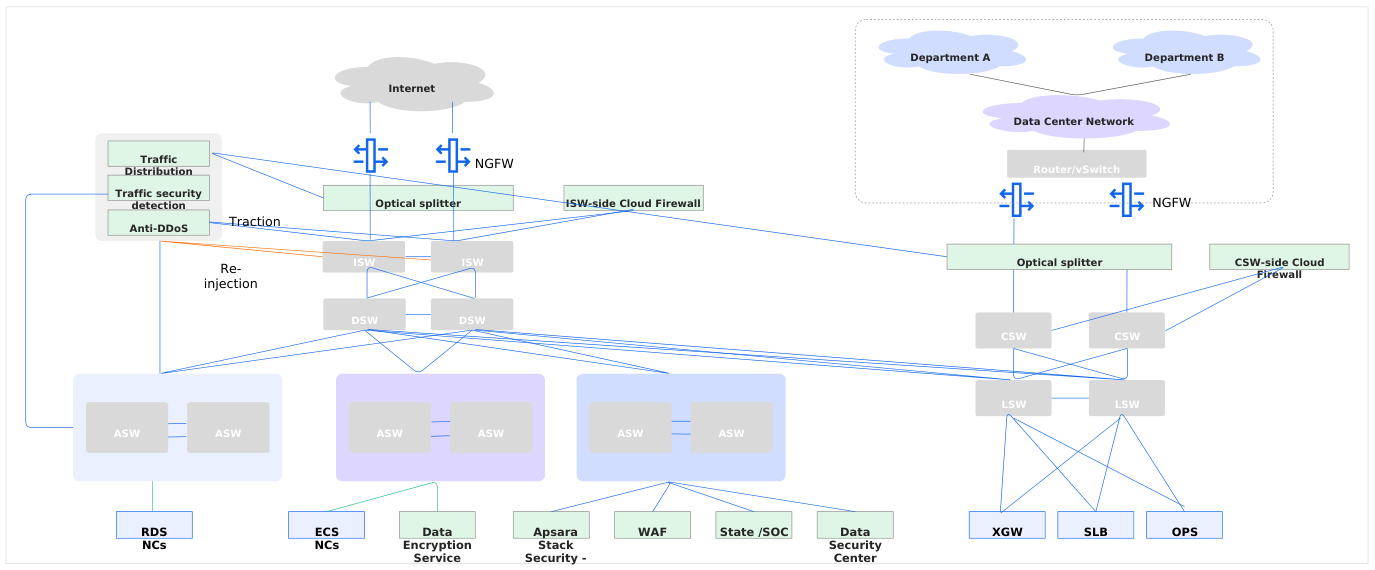 Department A
Department B
Internet
Data Center Network
Traffic
Distribution
NGFW
Router/vSwitch
Traffic security
detection
Optical splitter
ISW-side Cloud Firewall
NGFW
Anti-DDoS
Traction
ISW
ISW
Optical splitter
CSW-side Cloud
Firewall
Re-
injection
DSW
DSW
CSW
CSW
LSW
LSW
ASW
ASW
ASW
ASW
ASW
ASW
RDS
NCs
ECS
NCs
Data
Encryption
Service
Apsara
Stack
Security -
WAF
State /SOC
Data
Security
Center
XGW
SLB
OPS